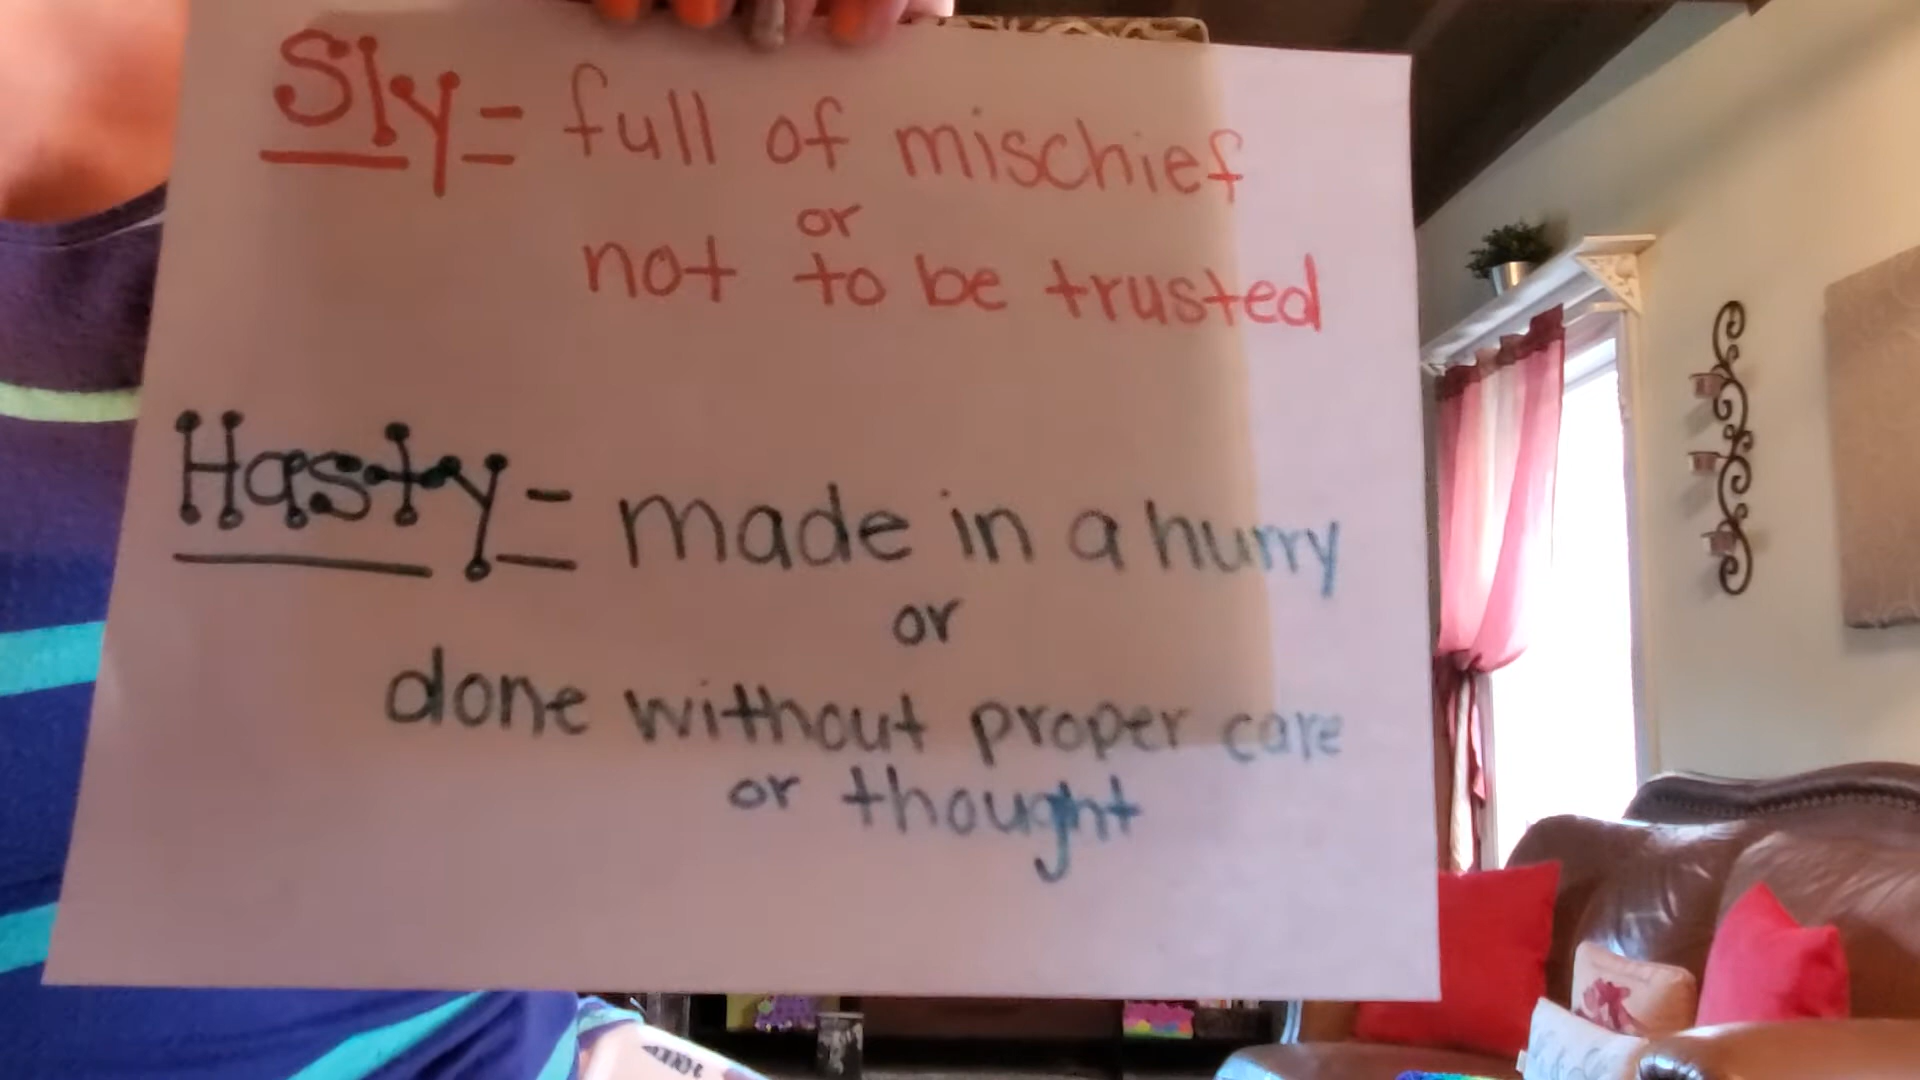 Sly = full of mischief
or
not to be trusted
Hasty = made in a hurry
or
done without proper care
or thought